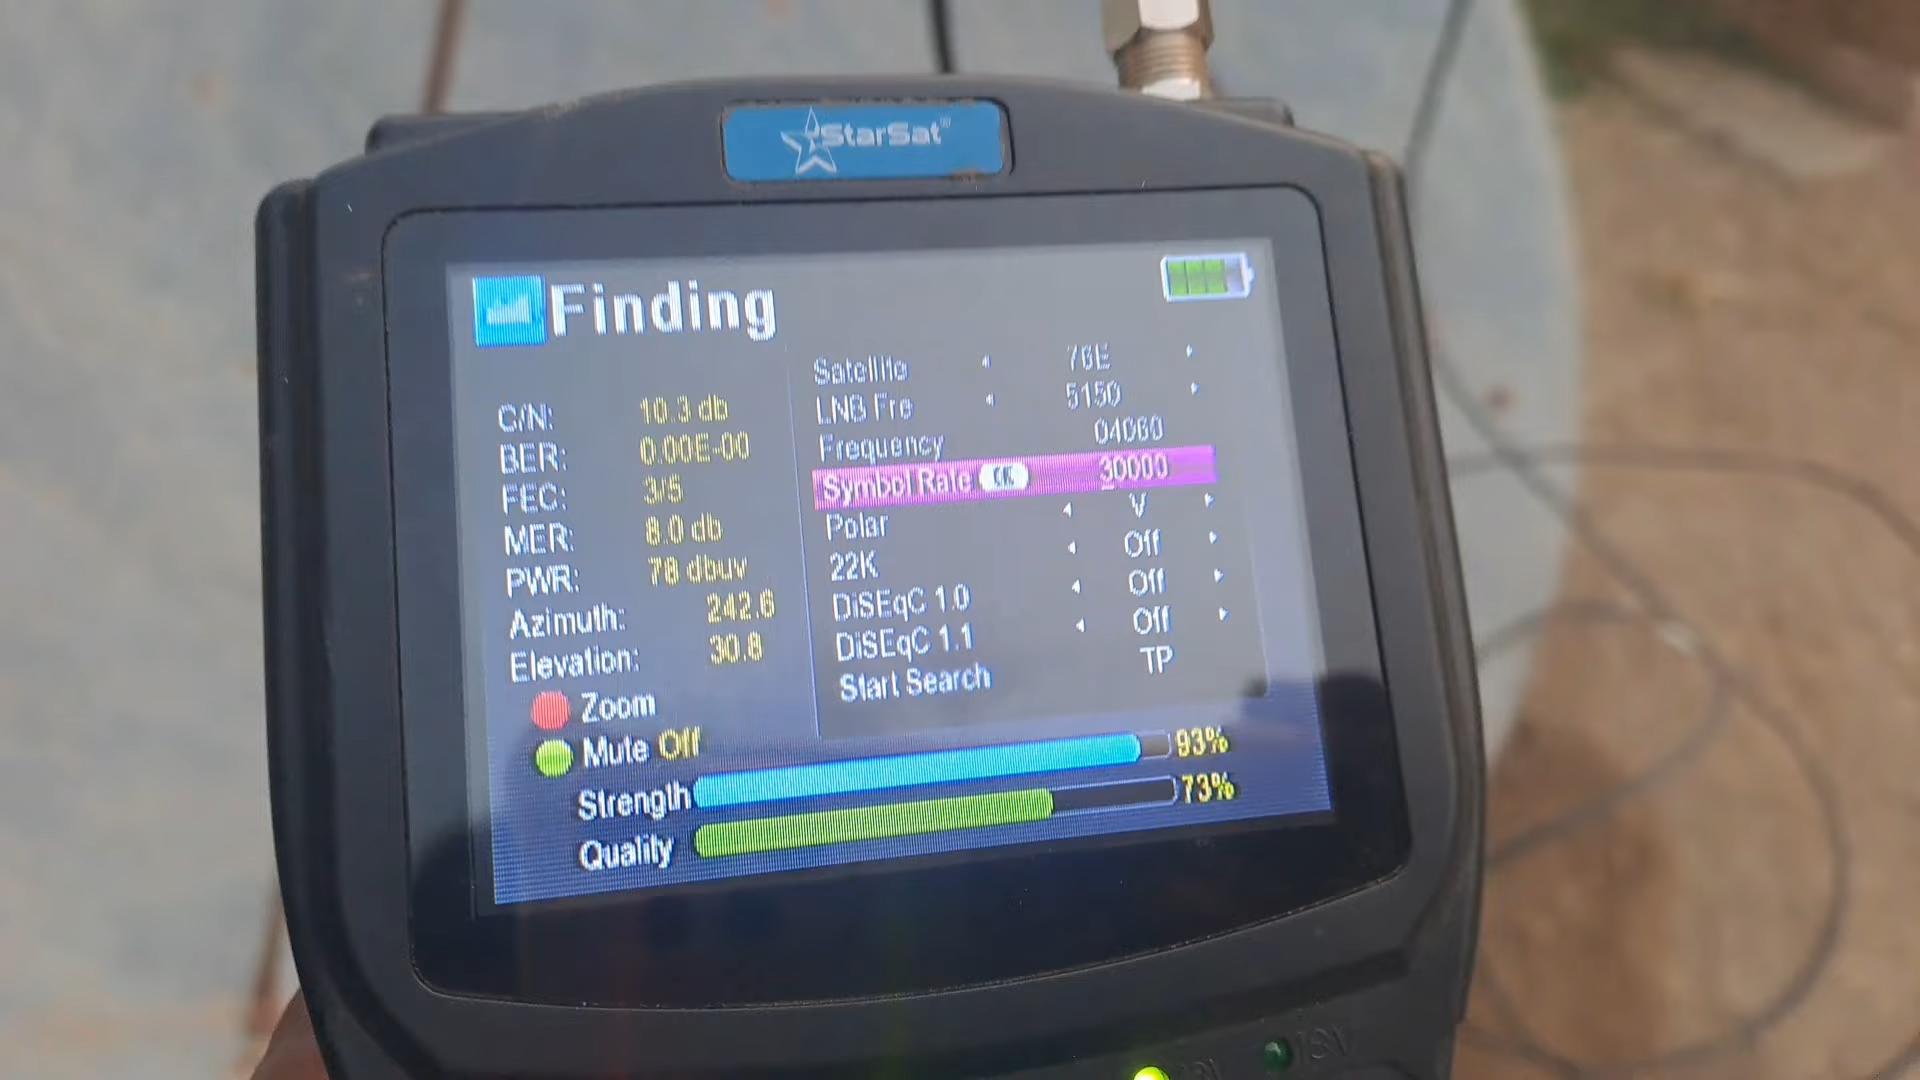 StarSat®
Finding
C/N: 10.3 db
BER: 0.00E-00
FEC: 3/5
MER: 8.0 db
PWR: 78 dbuv
Azimuth: 242.6
Elevation: 30.8
Zoom
Mute Off
Satellite 76E
LNB Fre 5150
Frequency 04060
Symbol Rate OK 30000
Polar V
22K Off
DiSEqC 1.0 Off
DiSEqC 1.1 Off
Start Search TP
Strength 93%
Quality 73%
18V